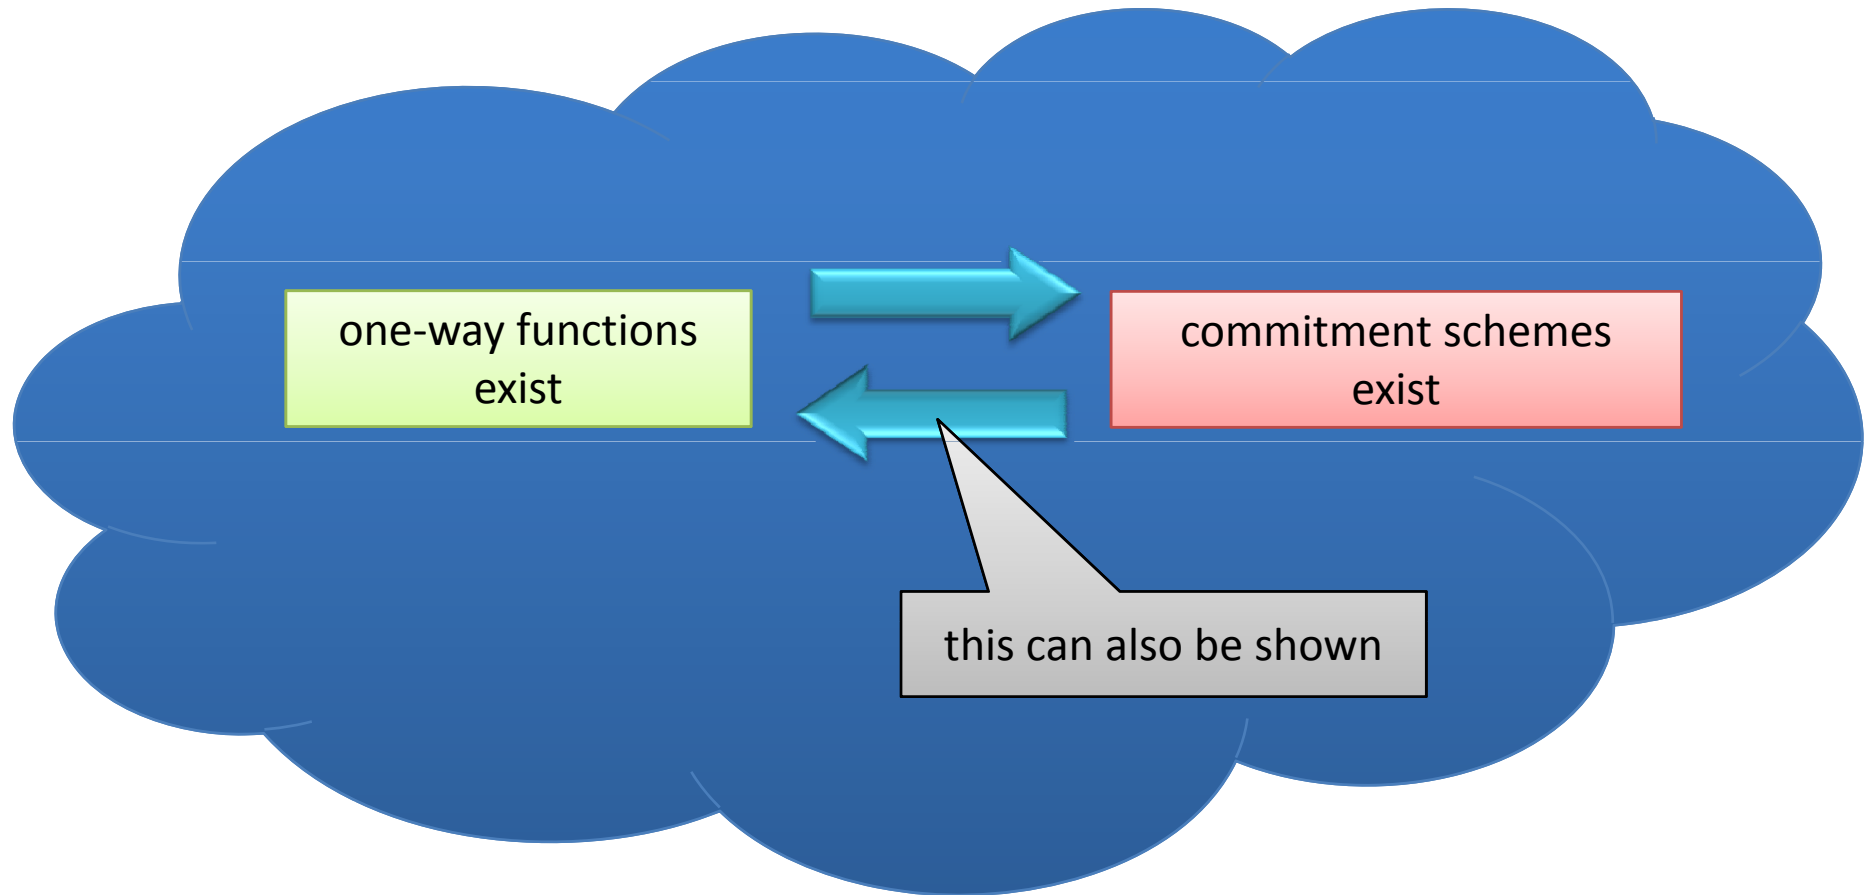 one-way functions
exist
commitment schemes
exist
this can also be shown